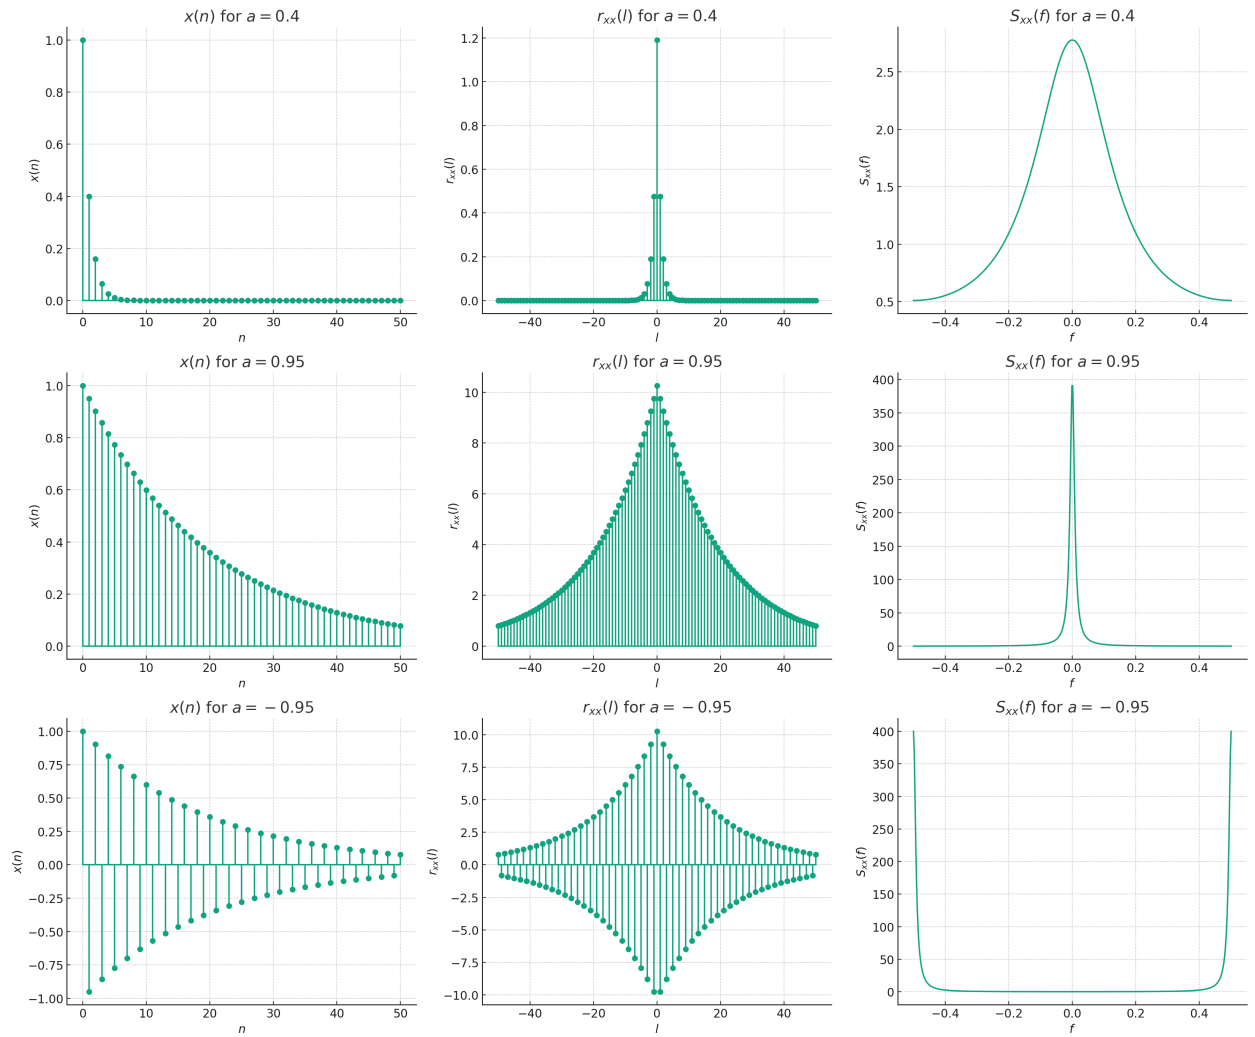 x(n) for a = 0.4
1.0
0.8
0.6
0.4
0.2
0.0
x(n)
0 10 20 30 40 50
n
r_xx(l) for a = 0.4
1.2
1.0
0.8
0.6
0.4
0.2
0.0
r_xx(l)
−40 −20 0 20 40
l
S_xx(f) for a = 0.4
2.5
2.0
1.5
1.0
0.5
S_xx(f)
−0.4 −0.2 0.0 0.2 0.4
f
x(n) for a = 0.95
1.0
0.8
0.6
0.4
0.2
0.0
x(n)
0 10 20 30 40 50
n
r_xx(l) for a = 0.95
10
8
6
4
2
0
r_xx(l)
−40 −20 0 20 40
l
S_xx(f) for a = 0.95
400
350
300
250
200
150
100
50
0
S_xx(f)
−0.4 −0.2 0.0 0.2 0.4
f
x(n) for a = −0.95
1.00
0.75
0.50
0.25
0.00
−0.25
−0.50
−0.75
−1.00
x(n)
0 10 20 30 40 50
n
r_xx(l) for a = −0.95
10.0
7.5
5.0
2.5
0.0
−2.5
−5.0
−7.5
−10.0
r_xx(l)
−40 −20 0 20 40
l
S_xx(f) for a = −0.95
400
350
300
250
200
150
100
50
0
S_xx(f)
−0.4 −0.2 0.0 0.2 0.4
f